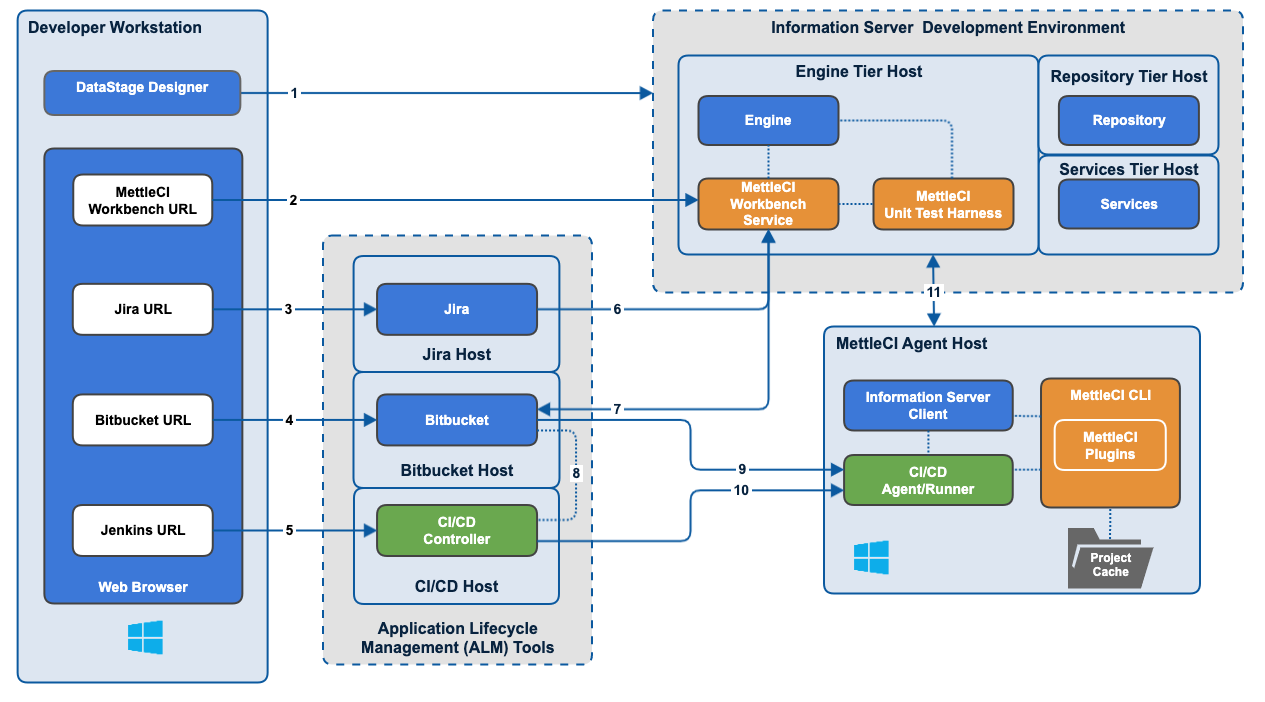 Developer Workstation
DataStage Designer
MettleCI
Workbench URL
Jira URL
Bitbucket URL
Jenkins URL
Web Browser
1
2
3
4
5
Jira
Jira Host
Bitbucket
Bitbucket Host
CI/CD
Controller
CI/CD Host
Application Lifecycle
Management (ALM) Tools
6
7
8
9
10
Information Server Development Environment
Engine Tier Host
Engine
MettleCI
Workbench
Service
MettleCI
Unit Test Harness
Repository Tier Host
Repository
Services Tier Host
Services
11
MettleCI Agent Host
Information Server
Client
CI/CD
Agent/Runner
MettleCI CLI
MettleCI
Plugins
Project
Cache